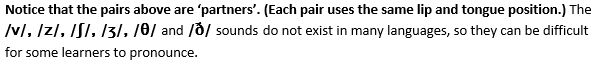 Notice that the pairs above are ‘partners’. (Each pair uses the same lip and tongue position.) The
/v/, /z/, /ʃ/, /ʒ/, /θ/ and /ð/ sounds do not exist in many languages, so they can be difficult
for some learners to pronounce.